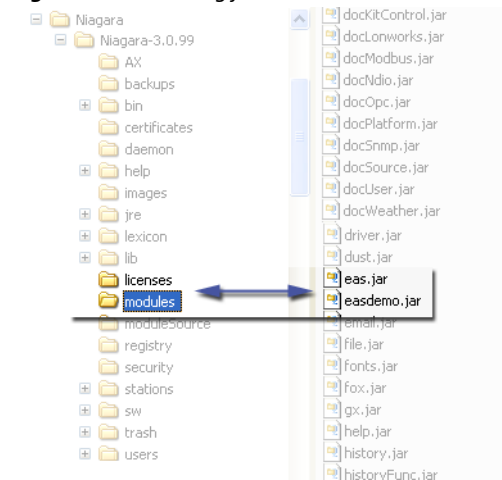 Niagara
Niagara-3.0.99
AX
backups
bin
certificates
daemon
help
images
jre
lexicon
lib
licenses
modules
moduleSource
registry
security
stations
sw
trash
users
docKitControl.jar
docLonworks.jar
docModbus.jar
docNdio.jar
docOpc.jar
docPlatform.jar
docSnmp.jar
docSource.jar
docUser.jar
docWeather.jar
driver.jar
dust.jar
eas.jar
easdemo.jar
email.jar
file.jar
fonts.jar
fox.jar
gx.jar
help.jar
history.jar
historyFunc.jar